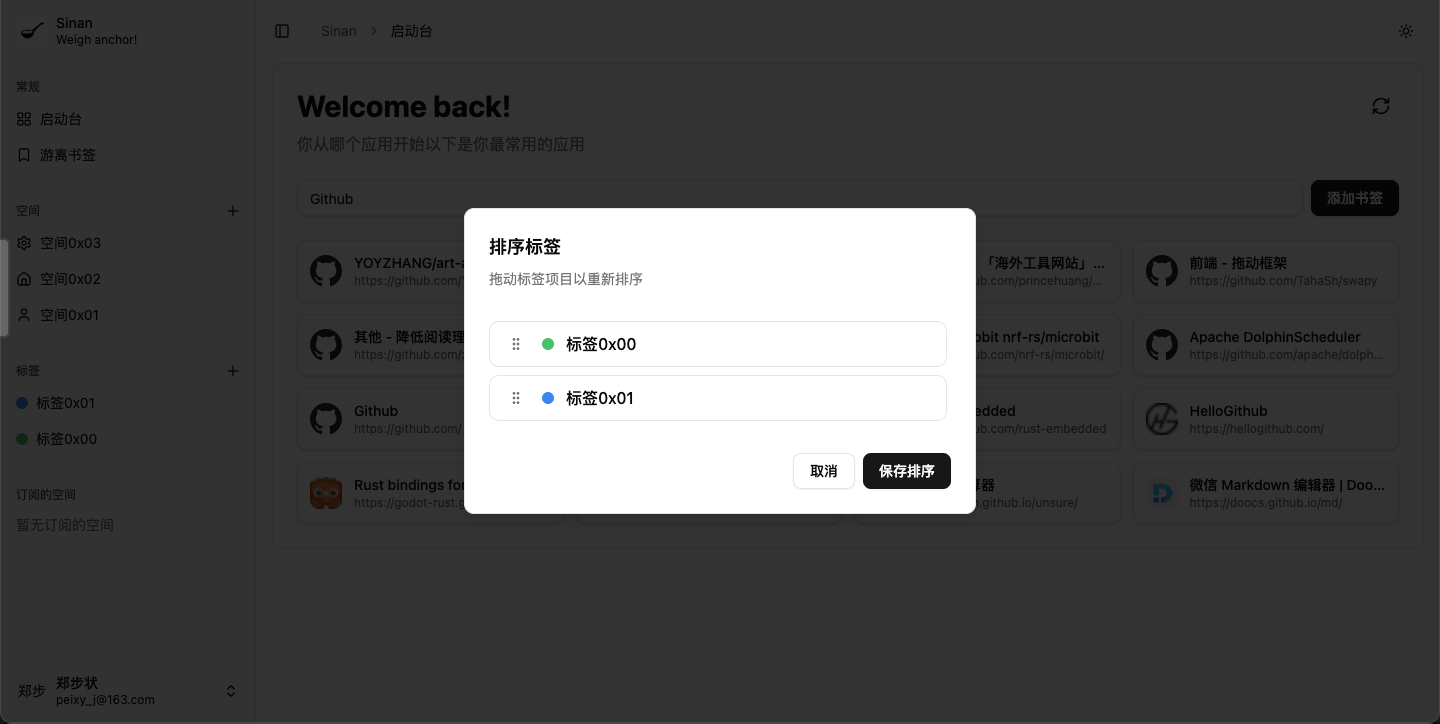 Sinan
Weigh anchor!
常规
启动台
游离书签
空间
空间0x03
空间0x02
空间0x01
标签
标签0x01
标签0x00
订阅的空间
暂无订阅的空间
郑步
郑步状
peixy_j@163.com
Sinan
启动台
Welcome back!
你从哪个应用开始以下是你最常用的应用
Github
添加书签
YOYZHANG/art-a
https://github.com/
「海外工具网站」...
ub.com/princehuang/...
前端 - 拖动框架
https://github.com/TahaSh/swapy
其他 - 降低阅读理
https://github.com/
bit nrf-rs/microbit
ub.com/nrf-rs/microbit/
Apache DolphinScheduler
https://github.com/apache/dolph...
Github
https://github.com/
edded
.com/rust-embedded
HelloGithub
https://hellogithub.com/
Rust bindings for
https://godot-rust.g
器
.github.io/unsure/
微信 Markdown 编辑器 | Doo...
https://doocs.github.io/md/
排序标签
拖动标签项目以重新排序
标签0x00
标签0x01
取消
保存排序